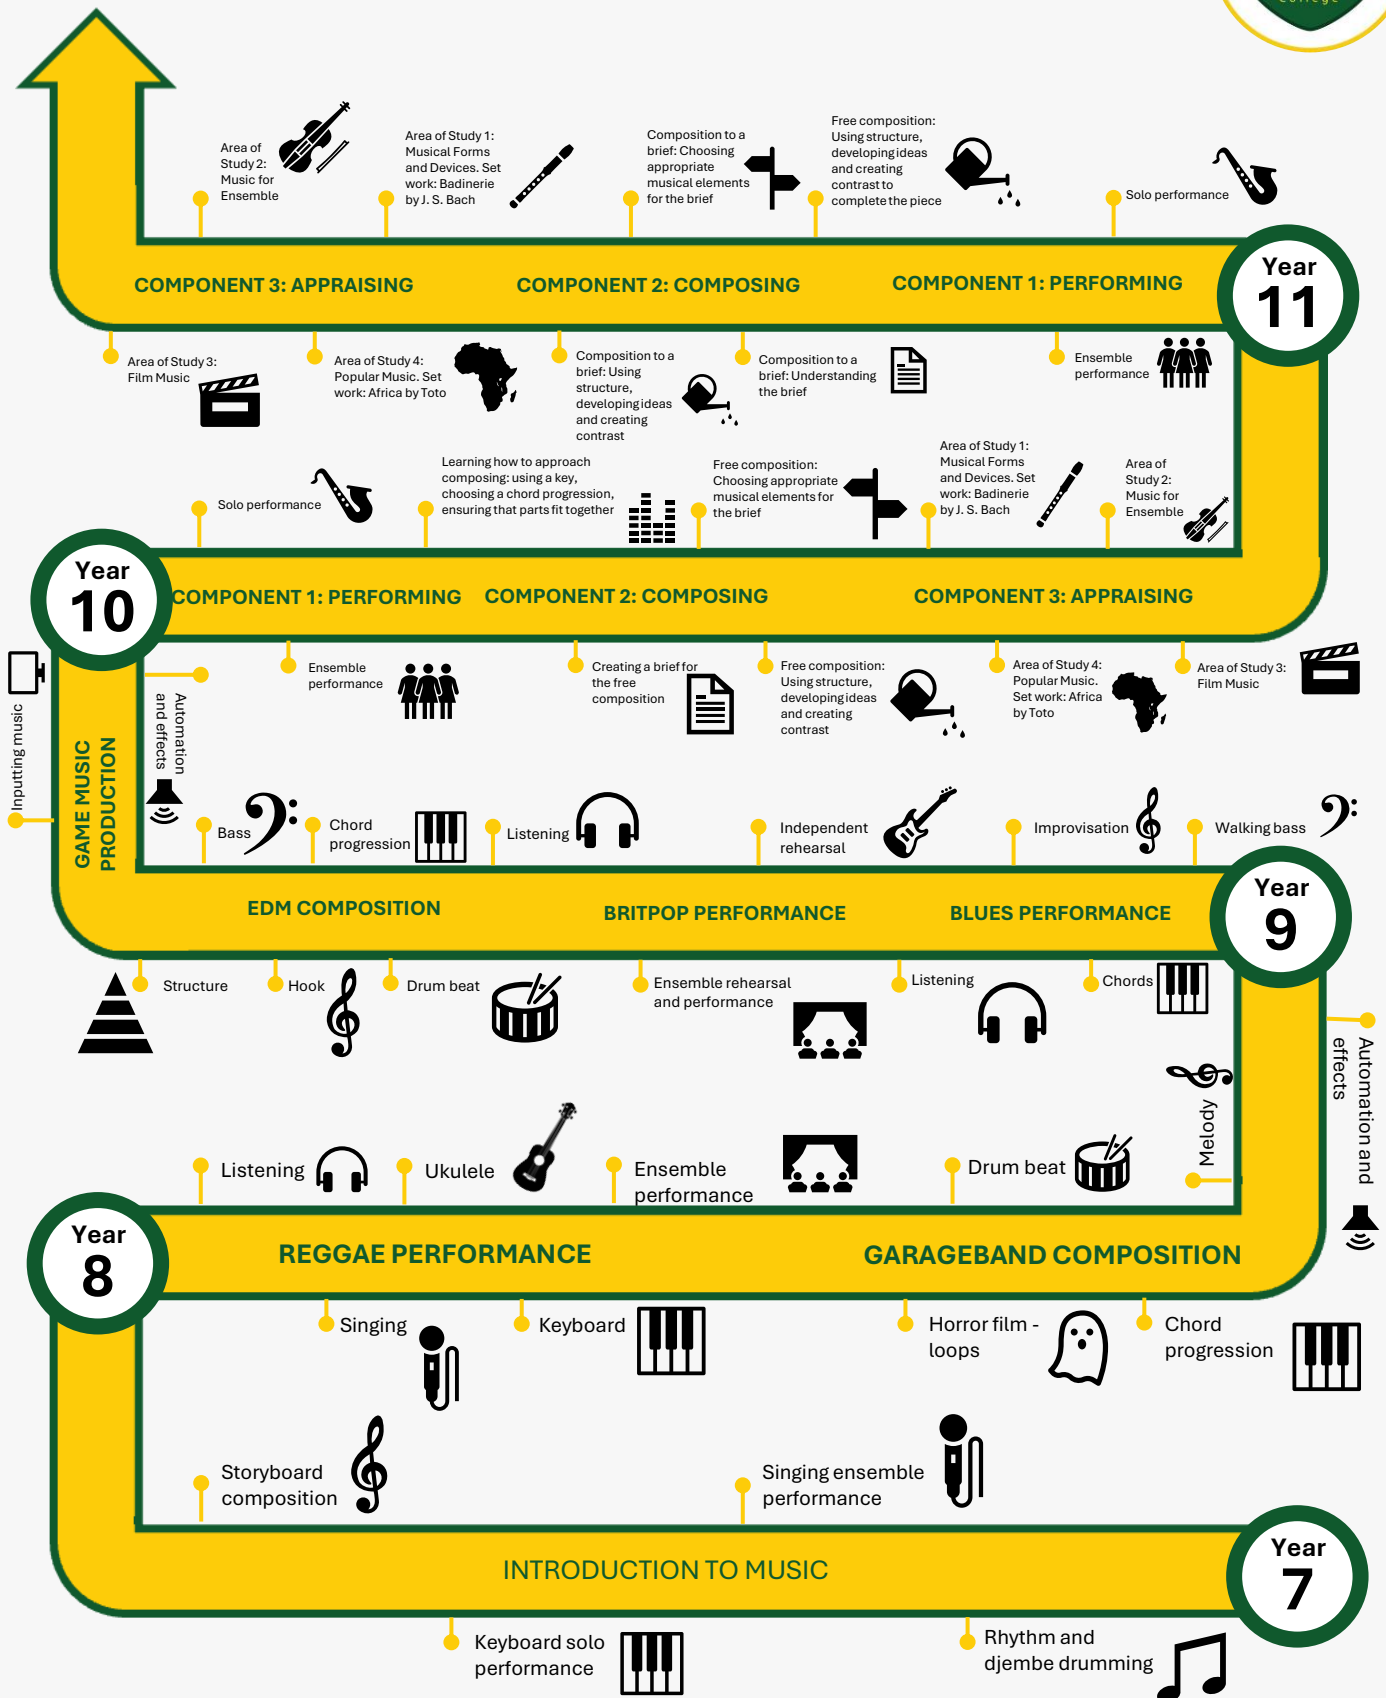 College
Area of
Study 2:
Music for
Ensemble
Area of Study 1:
Musical Forms
and Devices. Set
work: Badinerie
by J. S. Bach
Composition to a
brief: Choosing
appropriate
musical elements
for the brief
Free composition:
Using structure,
developing ideas
and creating
contrast to
complete the piece
Solo performance
COMPONENT 3: APPRAISING
COMPONENT 2: COMPOSING
COMPONENT 1: PERFORMING
Year
11
Area of Study 3:
Film Music
Area of Study 4:
Popular Music. Set
work: Africa by Toto
Composition to a
brief: Using
structure,
developing ideas
and creating
contrast
Composition to a
brief: Understanding
the brief
Ensemble
performance
Solo performance
Learning how to approach
composing: using a key,
choosing a chord progression,
ensuring that parts fit together
Free composition:
Choosing appropriate
musical elements for
the brief
Area of Study 1:
Musical Forms
and Devices. Set
work: Badinerie
by J. S. Bach
Area of
Study 2:
Music for
Ensemble
Year
10
COMPONENT 1: PERFORMING
COMPONENT 2: COMPOSING
COMPONENT 3: APPRAISING
Ensemble
performance
Creating a brief for
the free
composition
Free composition:
Using structure,
developing ideas
and creating
contrast
Area of Study 4:
Popular Music.
Set work: Africa
by Toto
Area of Study 3:
Film Music
Inputting music
GAME MUSIC
PRODUCTION
Automation
and effects
Bass
Chord
progression
Listening
Independent
rehearsal
Improvisation
Walking bass
EDM COMPOSITION
BRITPOP PERFORMANCE
BLUES PERFORMANCE
Year
9
Structure
Hook
Drum beat
Ensemble rehearsal
and performance
Listening
Chords
Automation and
effects
Melody
Listening
Ukulele
Ensemble
performance
Drum beat
Year
8
REGGAE PERFORMANCE
GARAGEBAND COMPOSITION
Singing
Keyboard
Horror film -
loops
Chord
progression
Storyboard
composition
Singing ensemble
performance
INTRODUCTION TO MUSIC
Year
7
Keyboard solo
performance
Rhythm and
djembe drumming